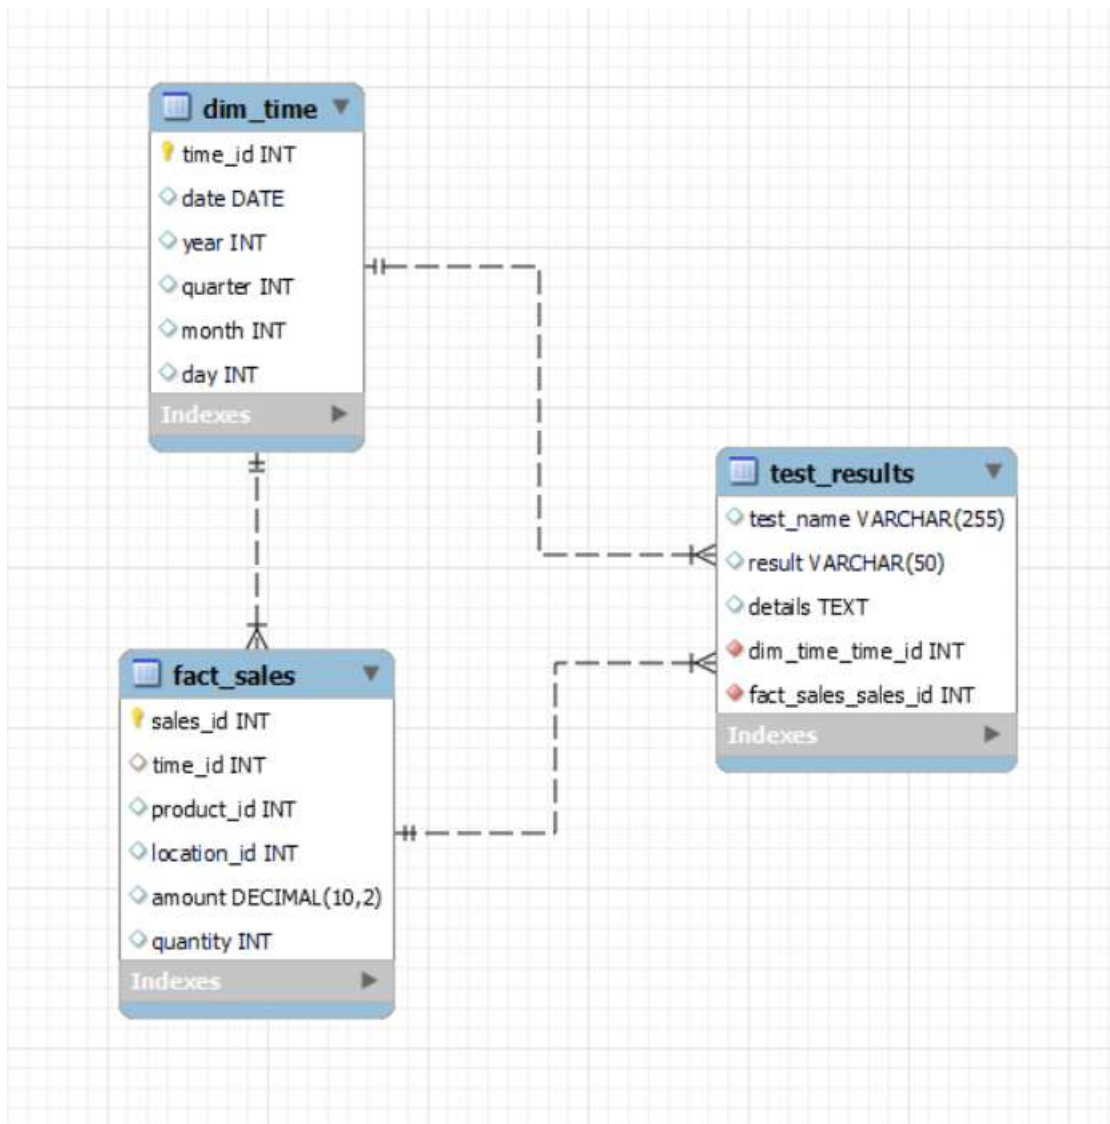 dim_time
time_id INT
date DATE
year INT
quarter INT
month INT
day INT
Indexes
test_results
test_name VARCHAR(255)
result VARCHAR(50)
details TEXT
dim_time_time_id INT
fact_sales_sales_id INT
Indexes
fact_sales
sales_id INT
time_id INT
product_id INT
location_id INT
amount DECIMAL(10,2)
quantity INT
Indexes